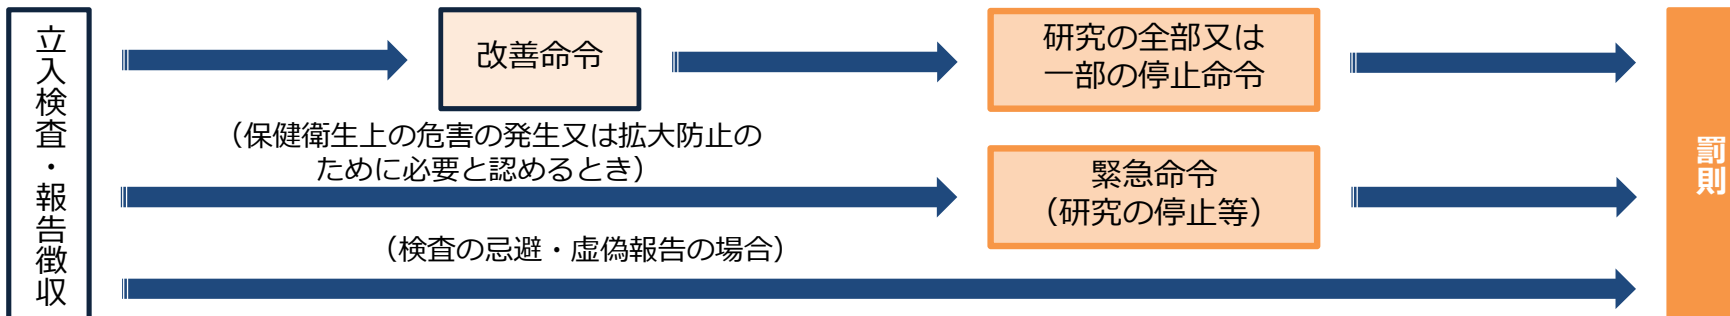 立入検査・報告徴収
改善命令
研究の全部又は
一部の停止命令
（保健衛生上の危害の発生又は拡大防止の
ために必要と認めるとき）
緊急命令
（研究の停止等）
（検査の忌避・虚偽報告の場合）
罰則